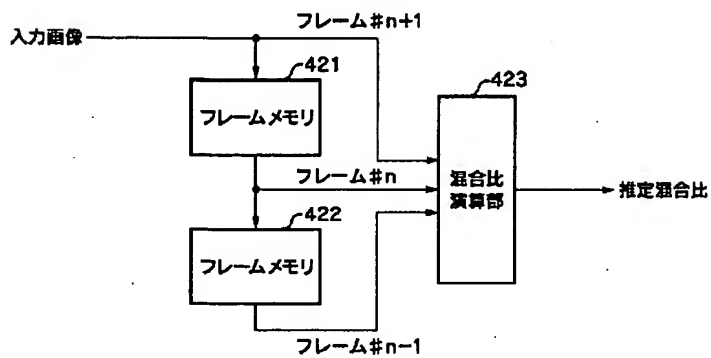 フレーム#n+1
入力画像
421
フレームメモリ
423
フレーム#n
混合比
演算部
推定混合比
422
フレームメモリ
フレーム#n-1